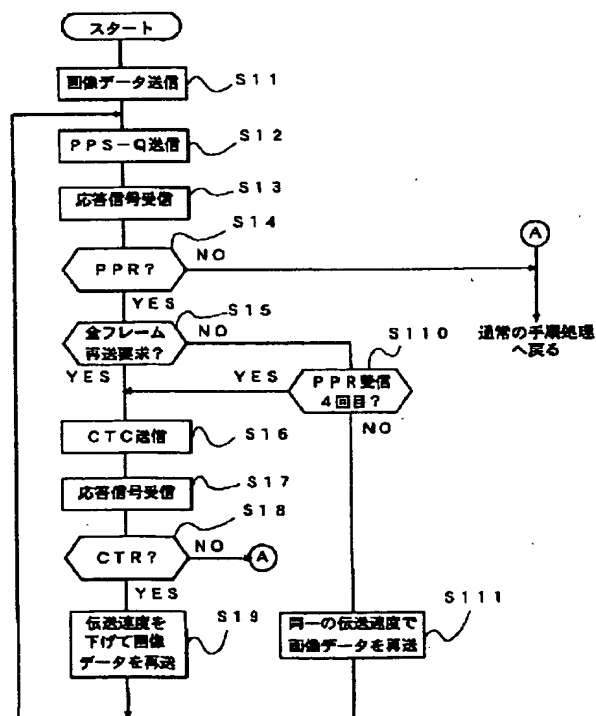 スタート
画像データ送信
S11
PPS-Q送信
S12
応答信号受信
S13
PPR?
S14
NO
A
YES
通常の手順処理
へ戻る
全フレーム
再送要求?
S15
NO
YES
PPR受信
4回目?
S110
YES
NO
CTC送信
S16
応答信号受信
S17
CTR?
S18
NO
A
YES
伝送速度を
下げて画像
データを再送
S19
同一の伝送速度で
画像データを再送
S111